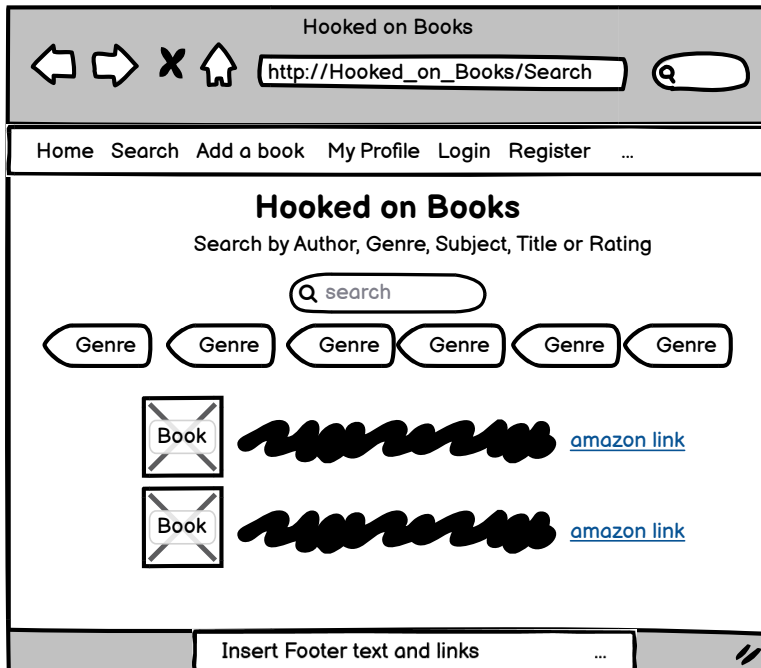 Hooked on Books
http://Hooked_on_Books/Search
Home Search Add a book My Profile Login Register ...
Hooked on Books
Search by Author, Genre, Subject, Title or Rating
search
Genre Genre Genre Genre Genre Genre
Book amazon link
Book amazon link
Insert Footer text and links ...